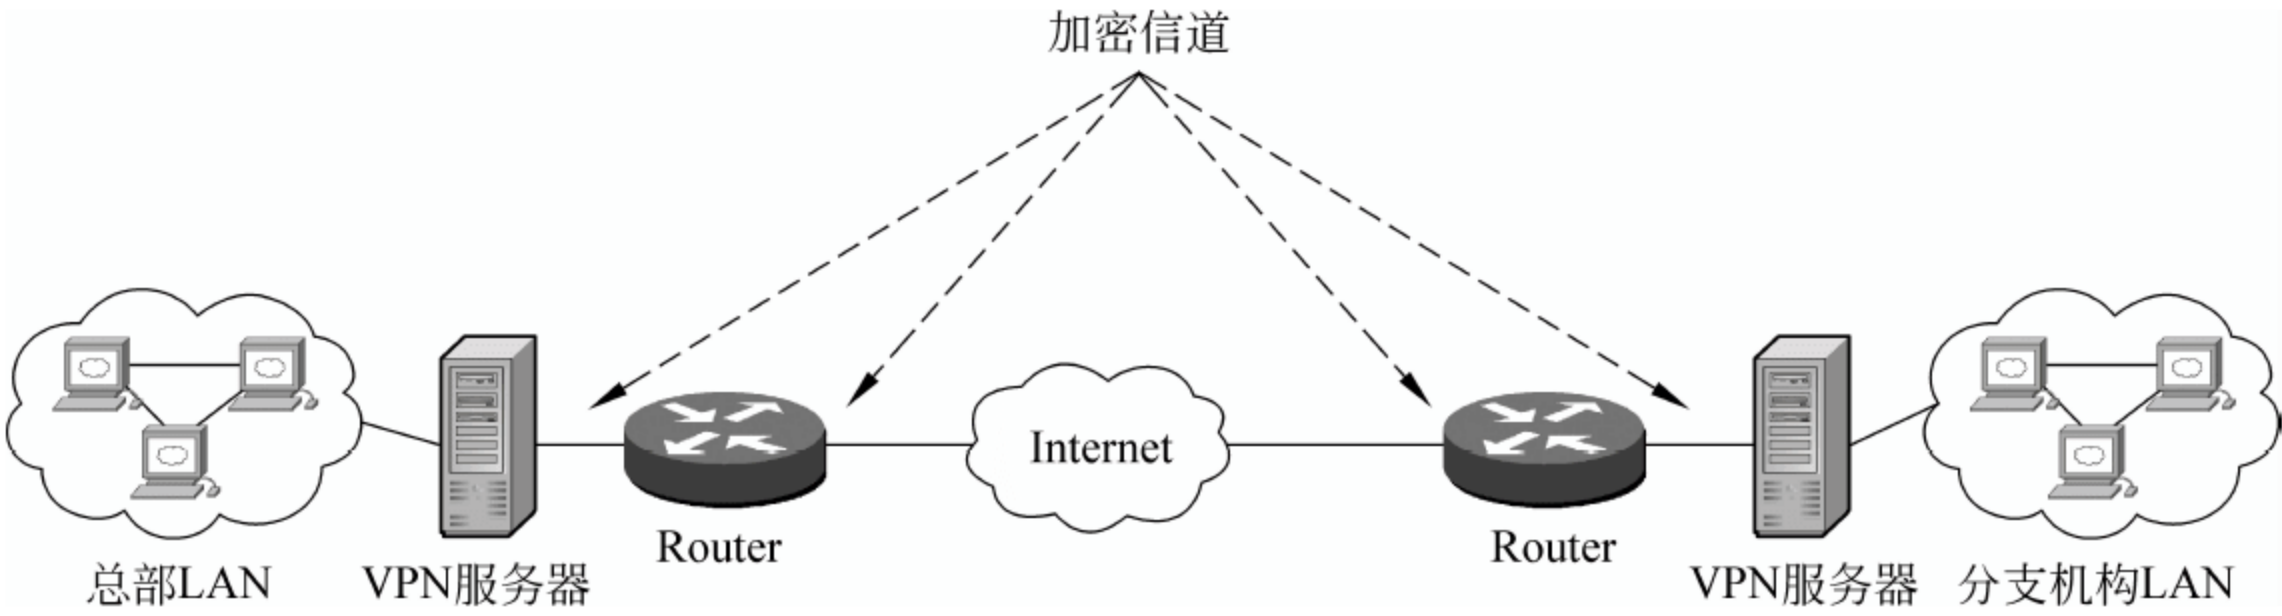 加密信道
Internet
Router
Router
总部LAN
VPN服务器
VPN服务器
分支机构LAN